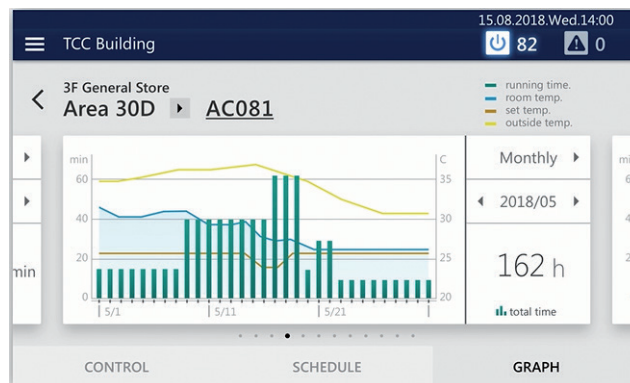 15.08.2018.Wed.14:00
TCC Building
82
0
3F General Store
Area 30D
AC081
running time.
room temp.
set temp.
outside temp.
min
60
40
20
0
C
35
30
25
20
5/1
5/11
5/21
Monthly
2018/05
162 h
total time
min
CONTROL
SCHEDULE
GRAPH